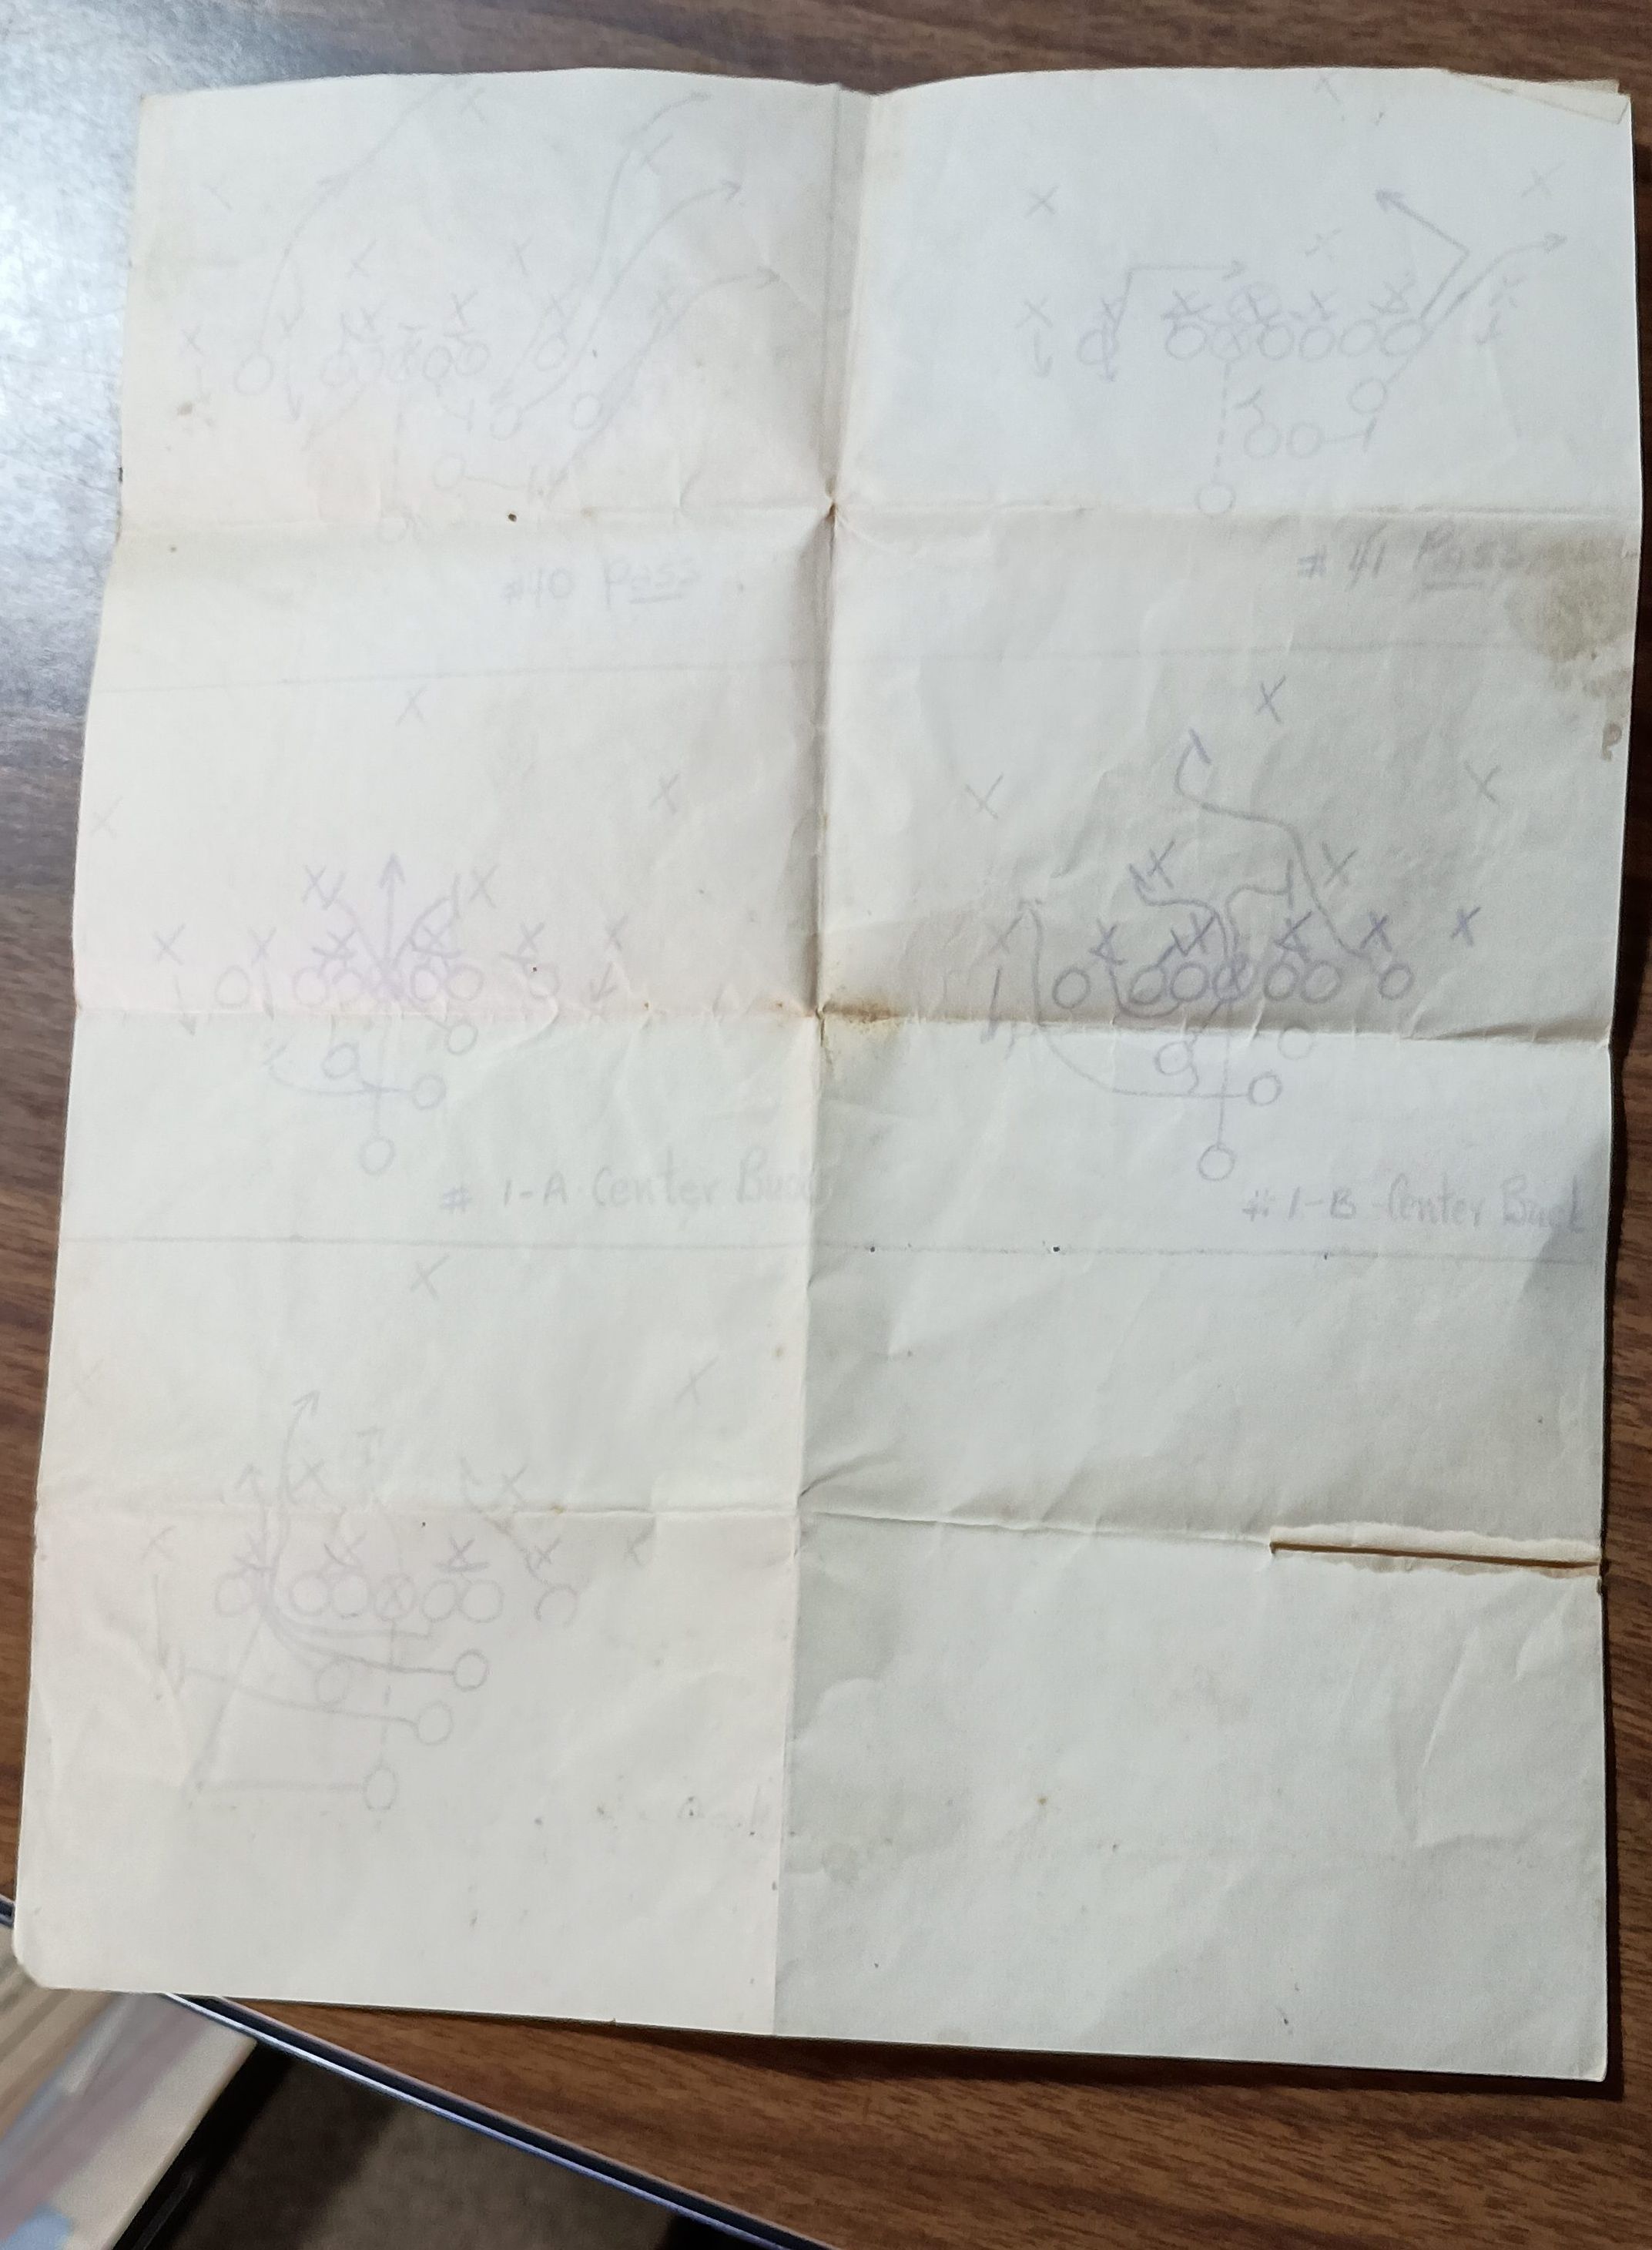 #40 Pass
# 41 Pass
# 1-A Center Buck
# 1-B Center Buck